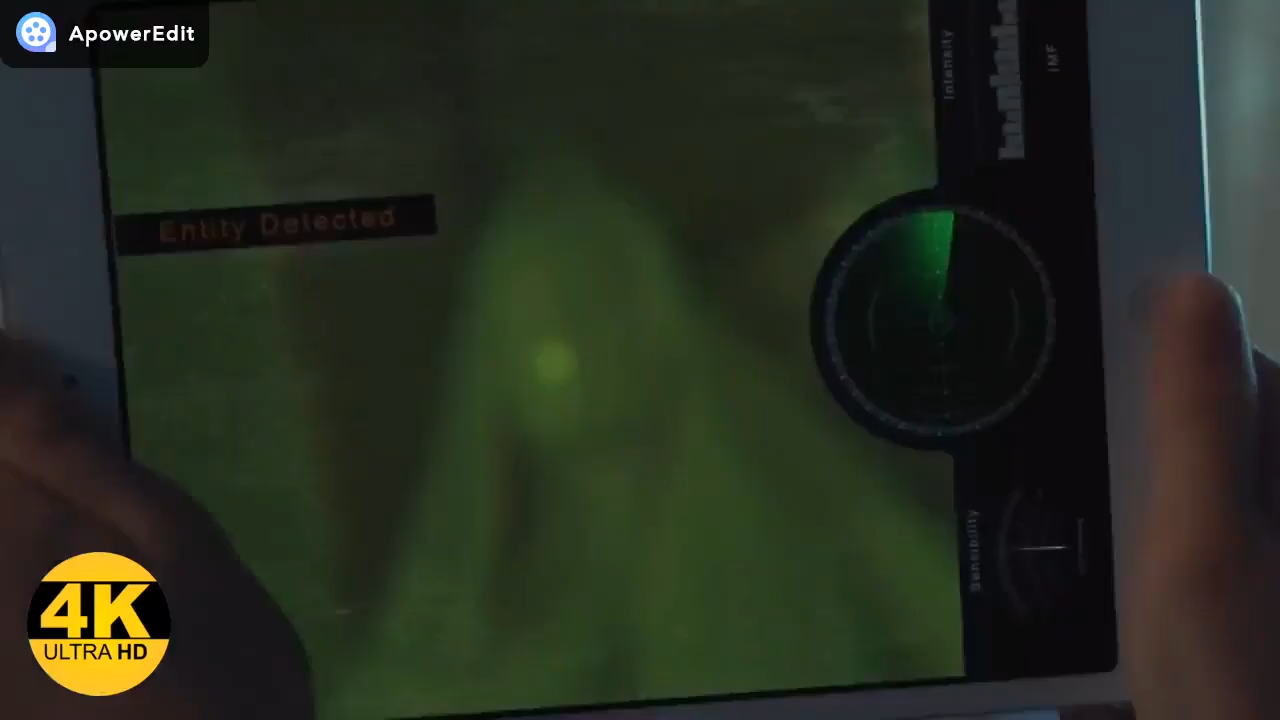 ApowerEdit
Intensity
IMF
Entity Detected
Sensibility
4K
ULTRA HD